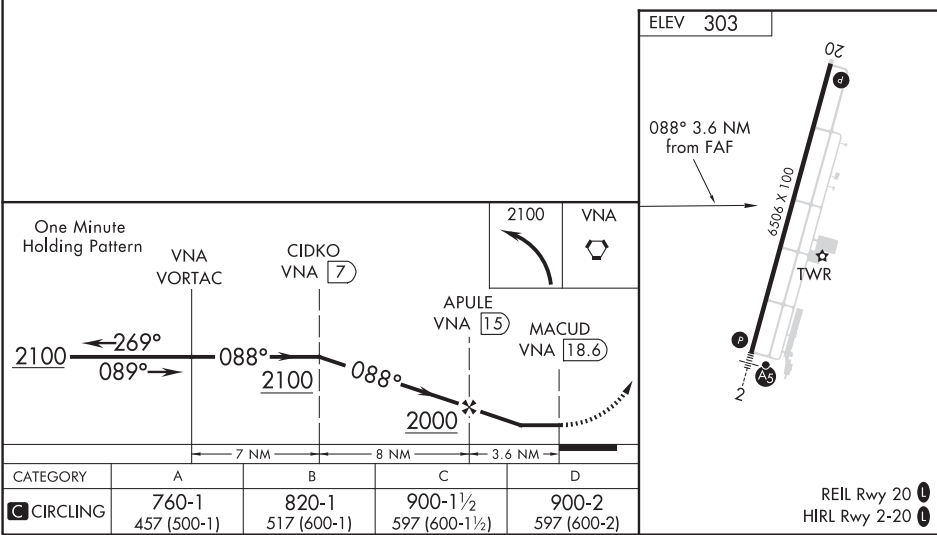 ELEV 303
20
088° 3.6 NM
from FAF
6506 X 100
TWR
P
A5
2
One Minute
Holding Pattern
VNA
VORTAC
CIDKO
VNA 7
2100
VNA
APULE
VNA 15
MACUD
VNA 18.6
2100
269°
089°
088°
2100
088°
2000
7 NM
8 NM
3.6 NM
CATEGORY A B C D
C CIRCLING 760-1 820-1 900-1½ 900-2
457 (500-1) 517 (600-1) 597 (600-1½) 597 (600-2)
P
REIL Rwy 20 L
HIRL Rwy 2-20 L